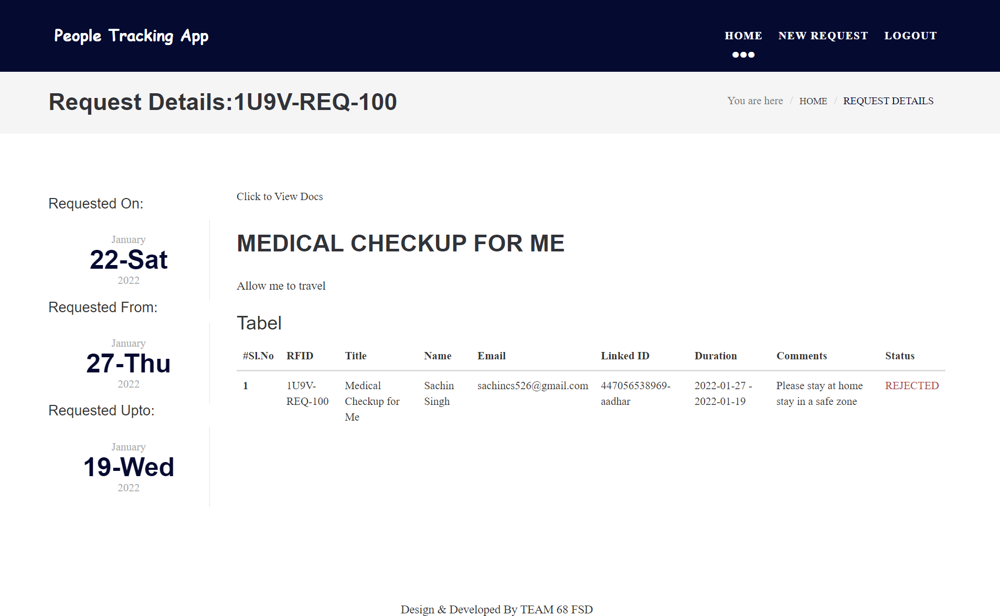 People Tracking App
HOME NEW REQUEST LOGOUT
Request Details:1U9V-REQ-100
You are here / HOME / REQUEST DETAILS
Requested On:
January
22-Sat
2022
Requested From:
January
27-Thu
2022
Requested Upto:
January
19-Wed
2022
Click to View Docs
MEDICAL CHECKUP FOR ME
Allow me to travel
Tabel
#Sl.No RFID Title Name Email Linked ID Duration Comments Status
1 1U9V- Medical Sachin sachincs526@gmail.com 447056538969- 2022-01-27 - Please stay at home REJECTED
REQ-100 Checkup for Singh aadhar 2022-01-19 stay in a safe zone
Me
Design & Developed By TEAM 68 FSD